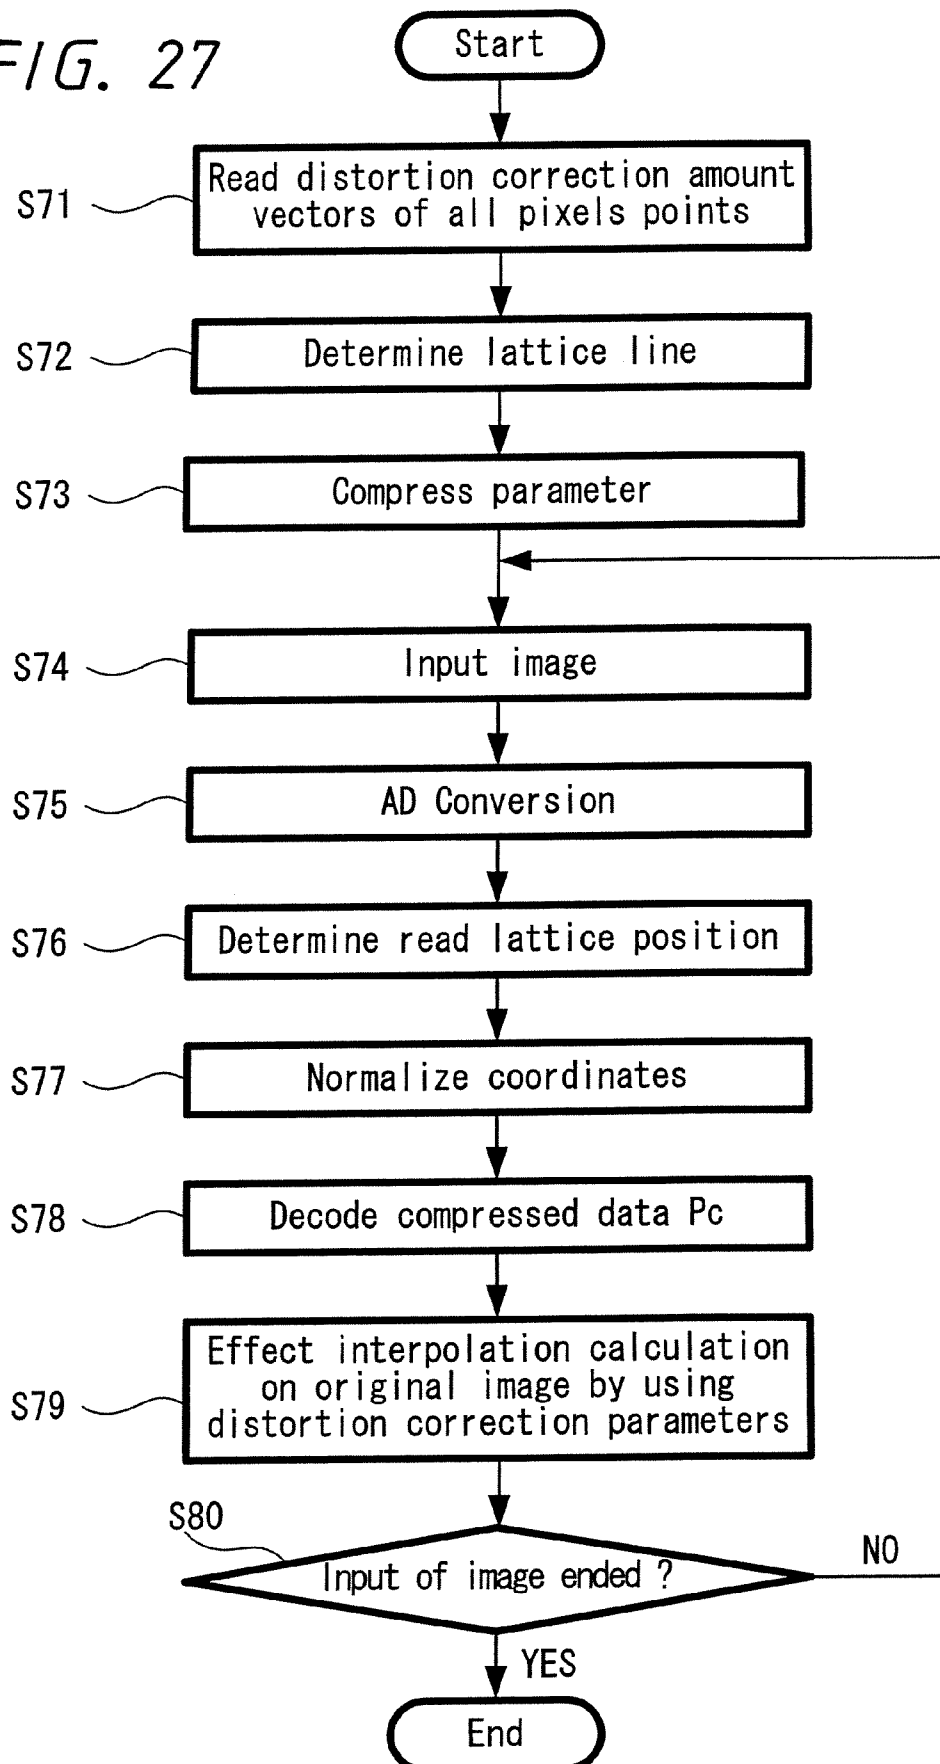 FIG. 27
Start
S71
Read distortion correction amount
vectors of all pixels points
S72
Determine lattice line
S73
Compress parameter
S74
Input image
S75
AD Conversion
S76
Determine read lattice position
S77
Normalize coordinates
S78
Decode compressed data Pc
S79
Effect interpolation calculation
on original image by using
distortion correction parameters
S80
Input of image ended ?
NO
YES
End